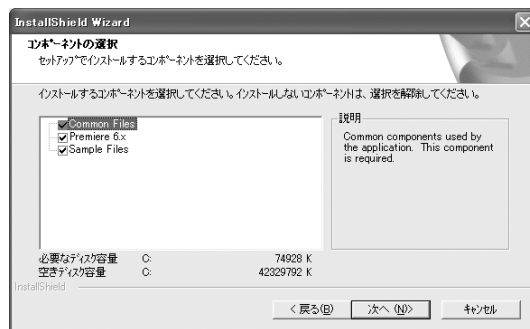 InstallShield Wizard
コンポーネントの選択
セットアップでインストールするコンポーネントを選択してください。
インストールするコンポーネントを選択してください。インストールしないコンポーネントは、選択を解除してください。
Common Files
Premiere 6.x
Sample Files
説明
Common components used by
the application. This component
is required.
必要なディスク容量 C: 74928 K
空きディスク容量 C: 42329792 K
InstallShield
< 戻る(B)
次へ (N)>
キャンセル